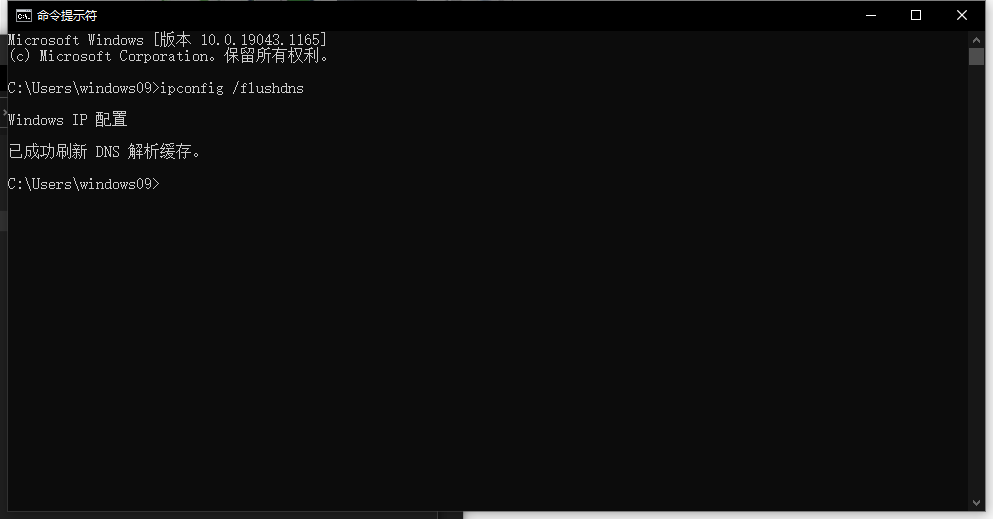 命令提示符
Microsoft Windows [版本 10.0.19043.1165]
(c) Microsoft Corporation。保留所有权利。
C:\Users\windows09>ipconfig /flushdns
Windows IP 配置
已成功刷新 DNS 解析缓存。
C:\Users\windows09>